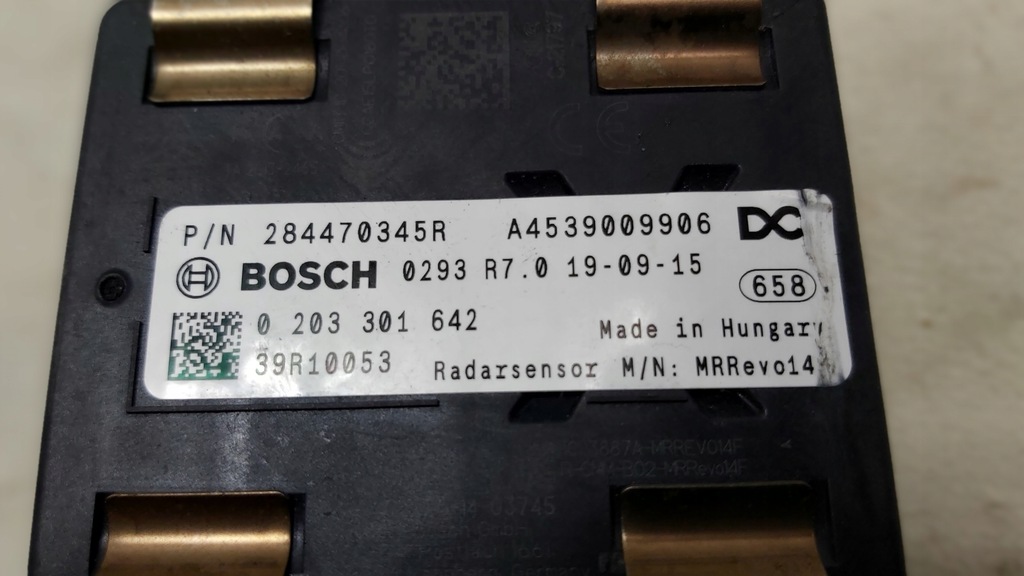 P/N 284470345R A4539009906 DC
BOSCH 0293 R7.0 19-09-15 658
0 203 301 642 Made in Hungary
39R10053 Radarsensor M/N: MRRevo14